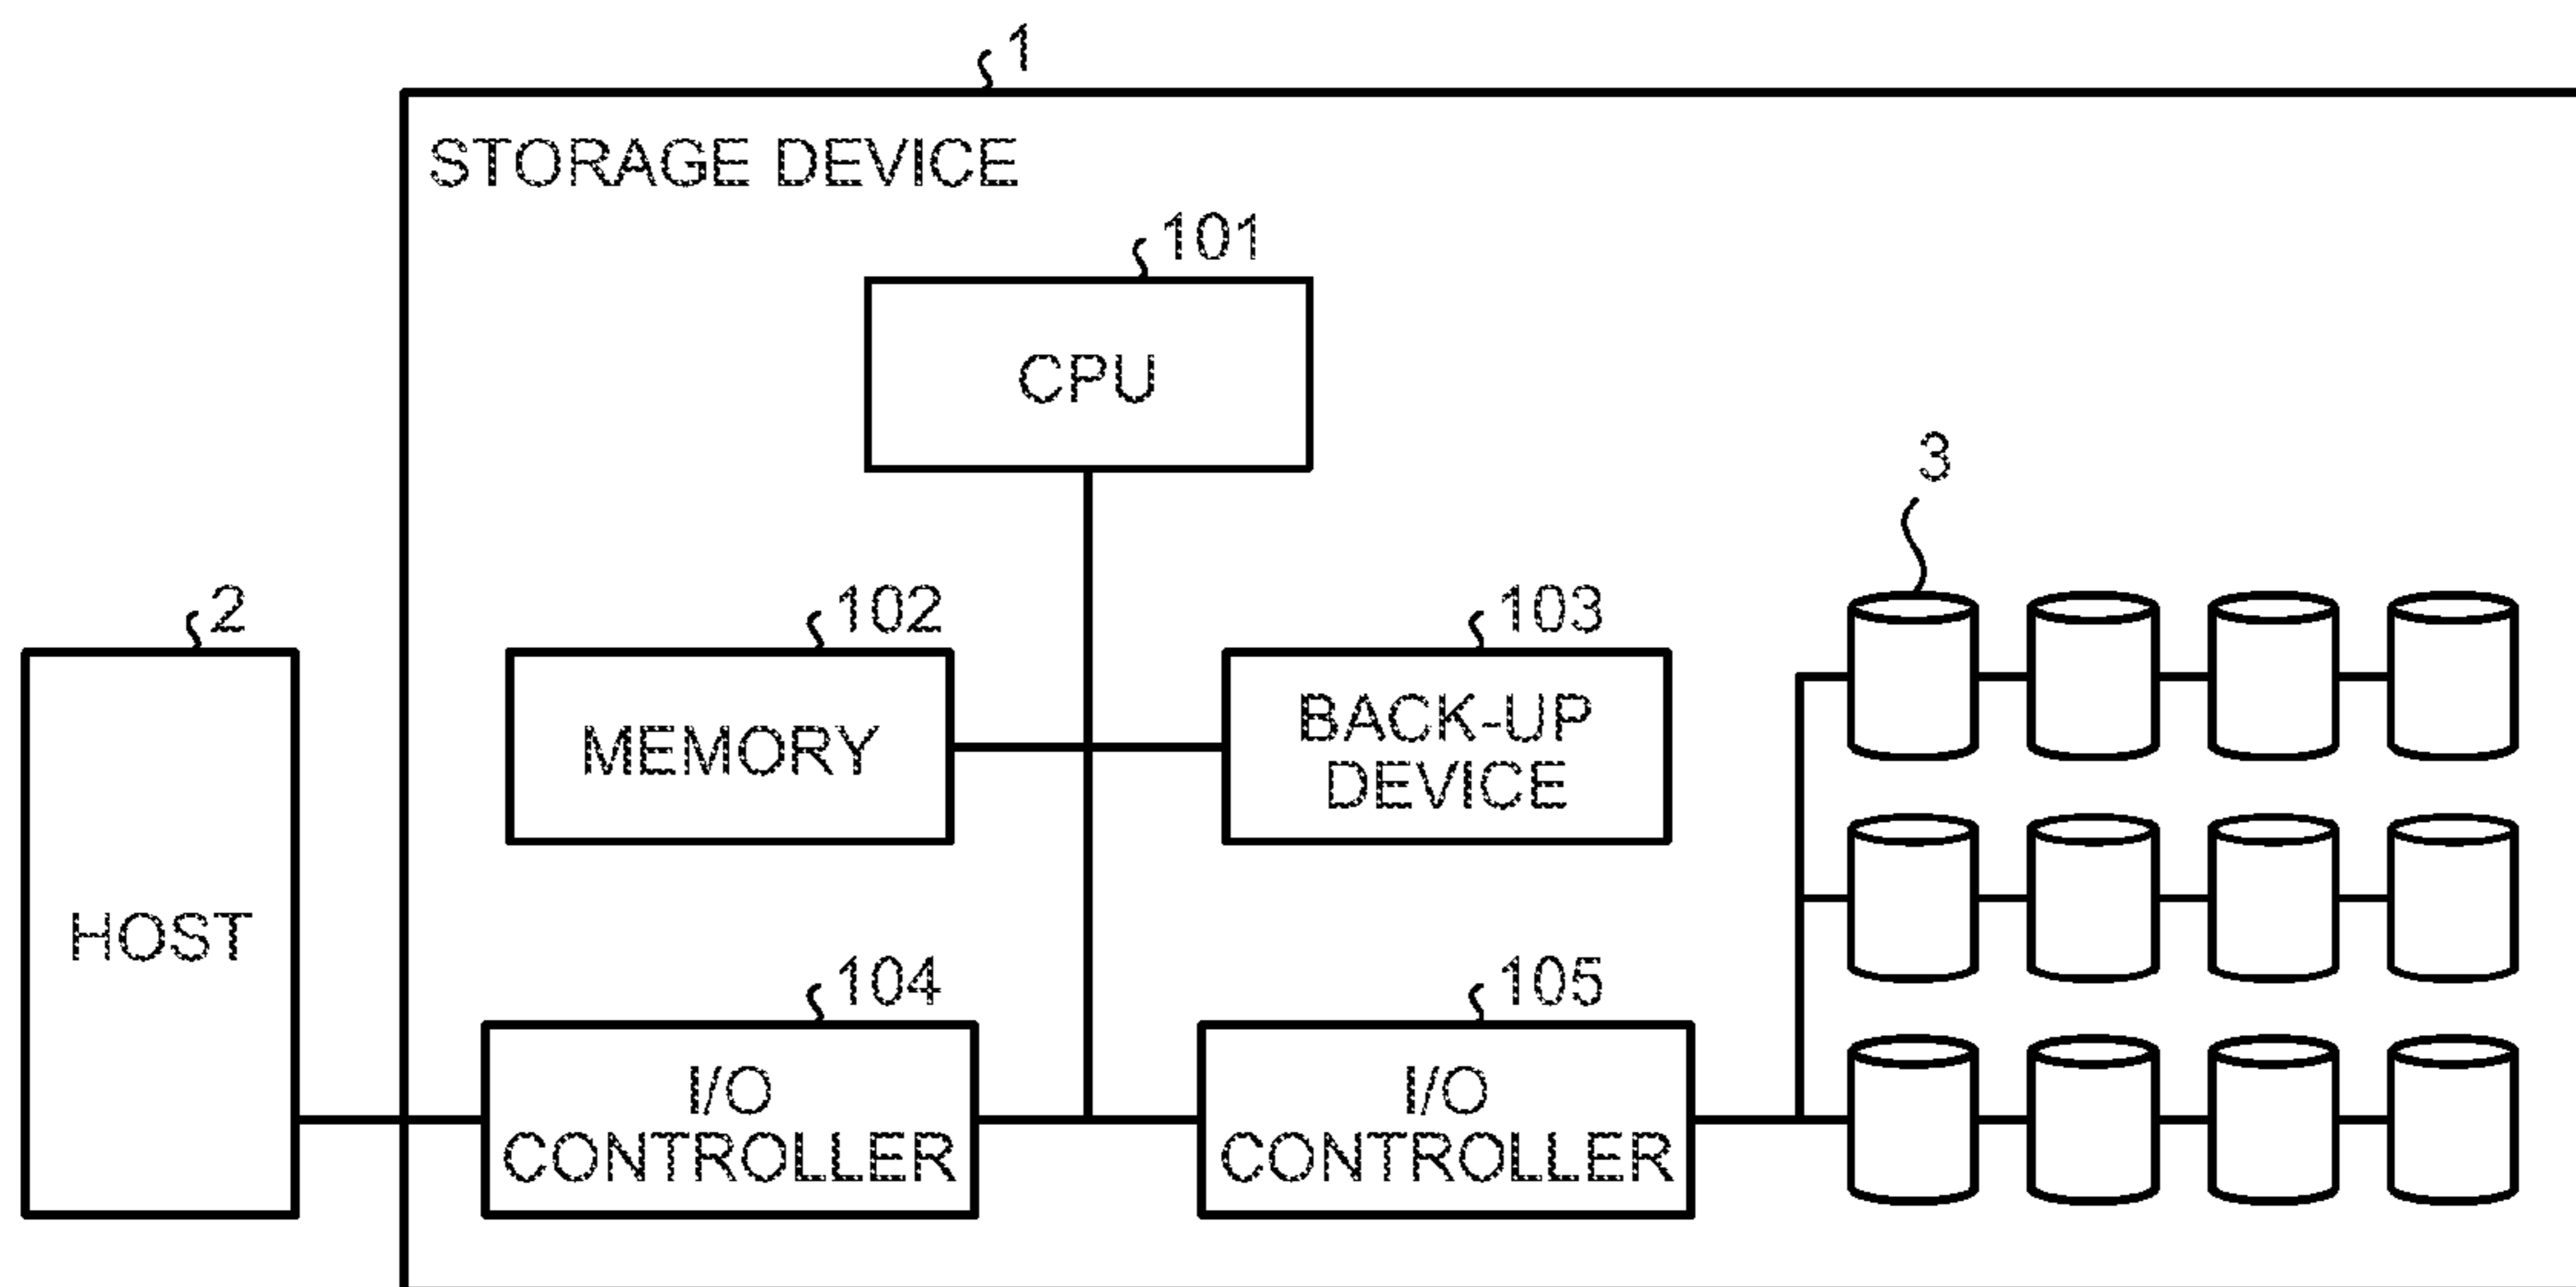 1
STORAGE DEVICE
101
CPU
3
2
102
103
MEMORY
BACK-UP
DEVICE
HOST
104
105
I/O
CONTROLLER
I/O
CONTROLLER